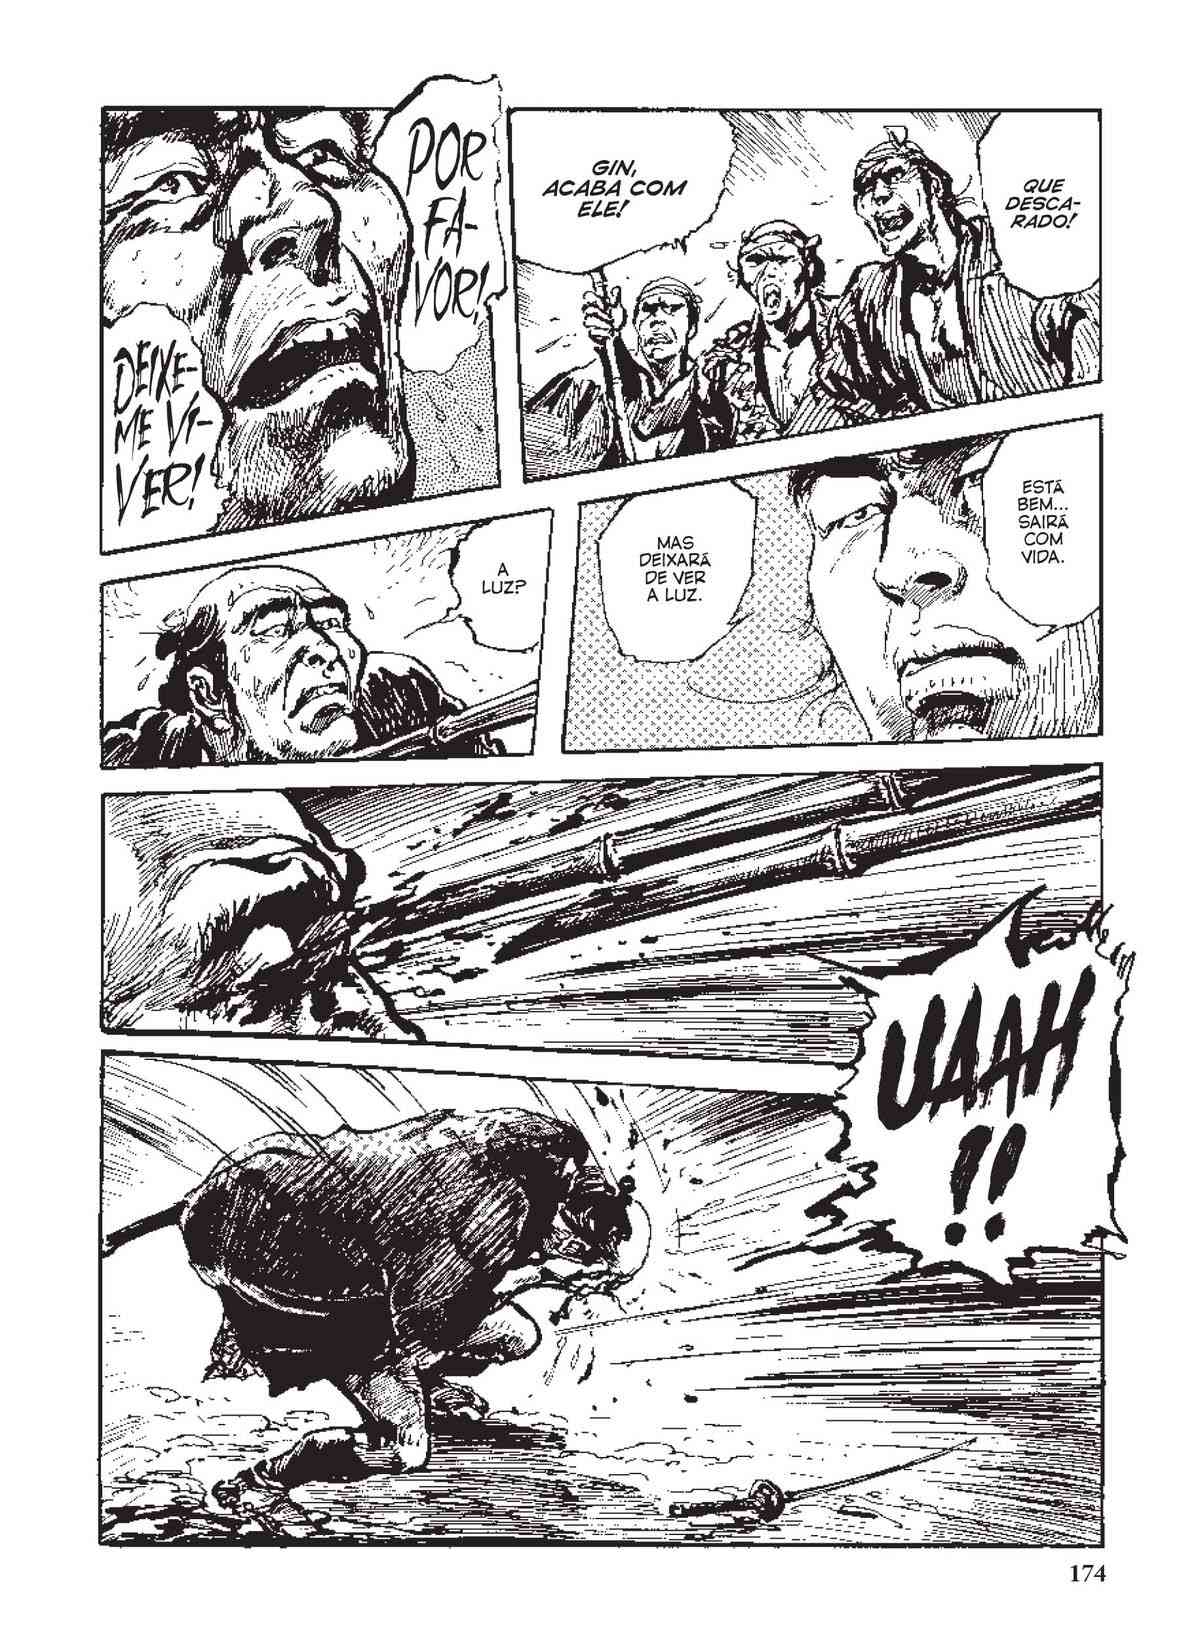 QUE
DESCA-
RADO!
GIN,
ACABA COM
ELE!
POR
FA-
VOR!
DEIXE-
ME VI-
VER!
ESTÁ
BEM...
SAIRÁ
COM
VIDA.
MAS
DEIXARÁ
DE VER
A LUZ.
A
LUZ?
UAAH
!!
174